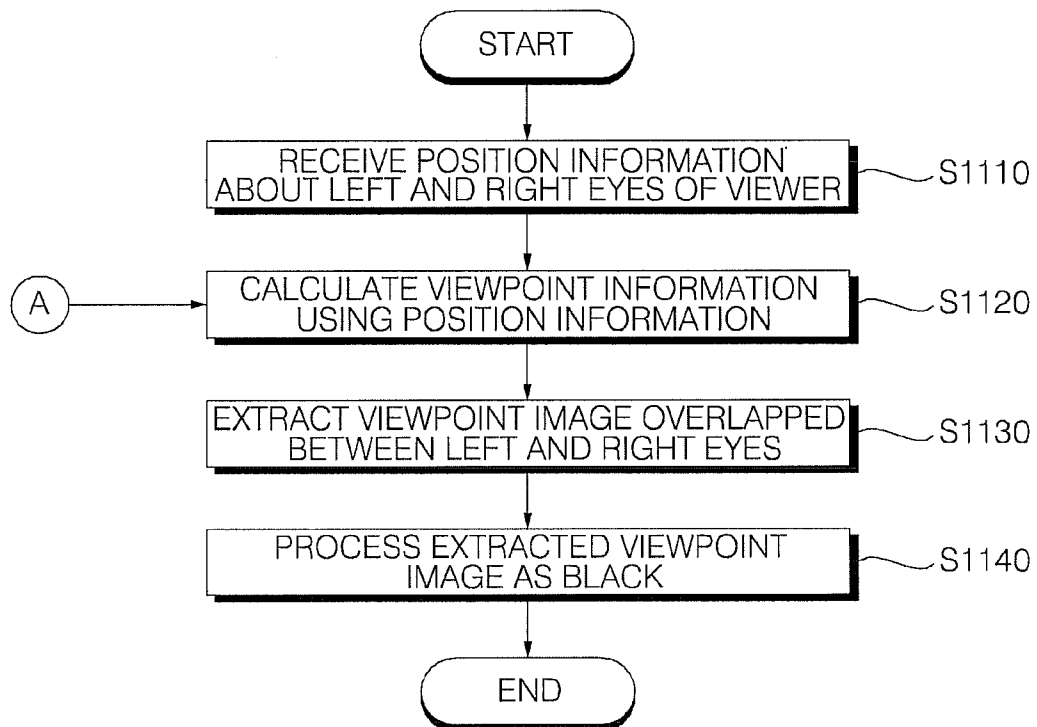 START
RECEIVE POSITION INFORMATION
ABOUT LEFT AND RIGHT EYES OF VIEWER
S1110
A
CALCULATE VIEWPOINT INFORMATION
USING POSITION INFORMATION
S1120
EXTRACT VIEWPOINT IMAGE OVERLAPPED
BETWEEN LEFT AND RIGHT EYES
S1130
PROCESS EXTRACTED VIEWPOINT
IMAGE AS BLACK
S1140
END